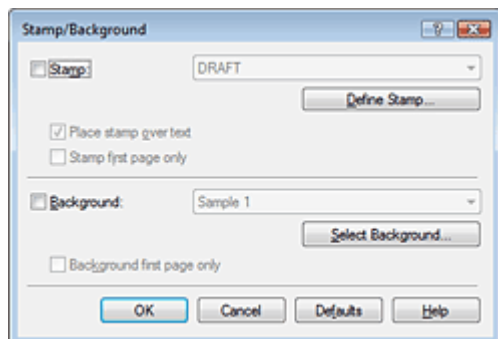 Stamp/Background
Stamp: DRAFT
Define Stamp...
Place stamp over text
Stamp first page only
Background: Sample 1
Select Background...
Background first page only
OK Cancel Defaults Help